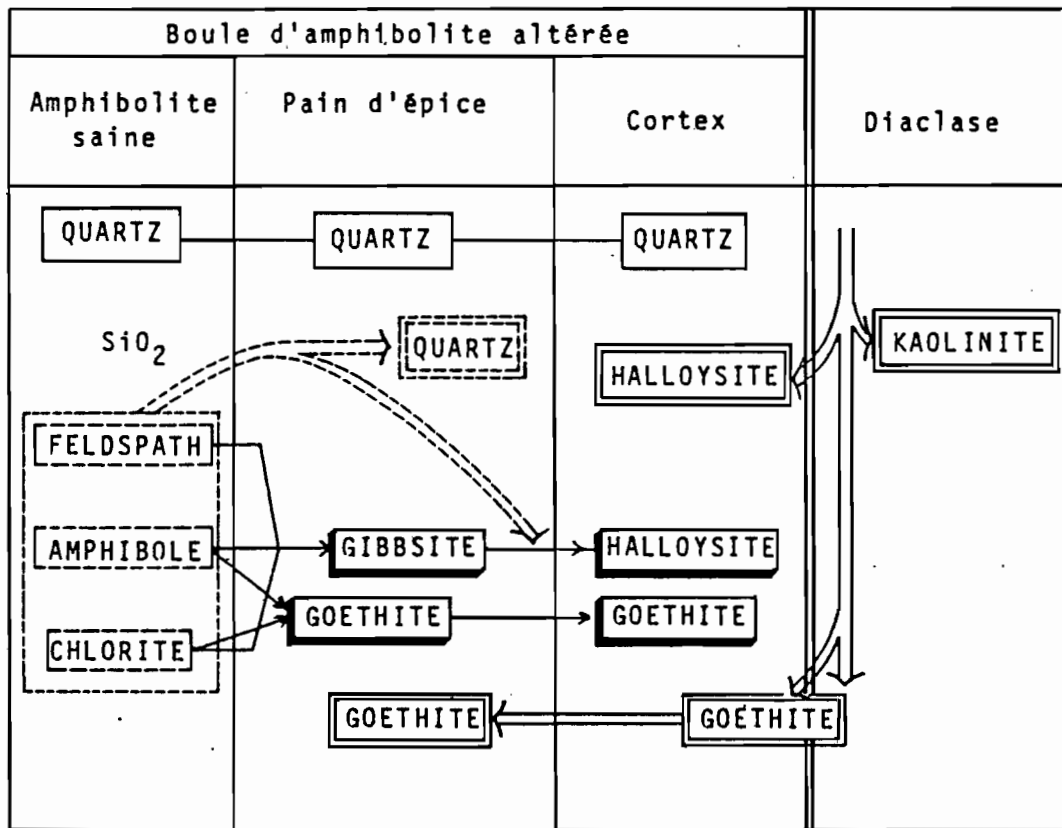 Boule d'amphibolite altérée
Amphibolite
saine
Pain d'épice
Cortex
Diaclase
QUARTZ
QUARTZ
QUARTZ
SiO2
QUARTZ
HALLOYSITE
KAOLINITE
FELDSPATH
AMPHIBOLE
GIBBSITE
HALLOYSITE
CHLORITE
GOETHITE
GOETHITE
GOETHITE
GOÉTHITE